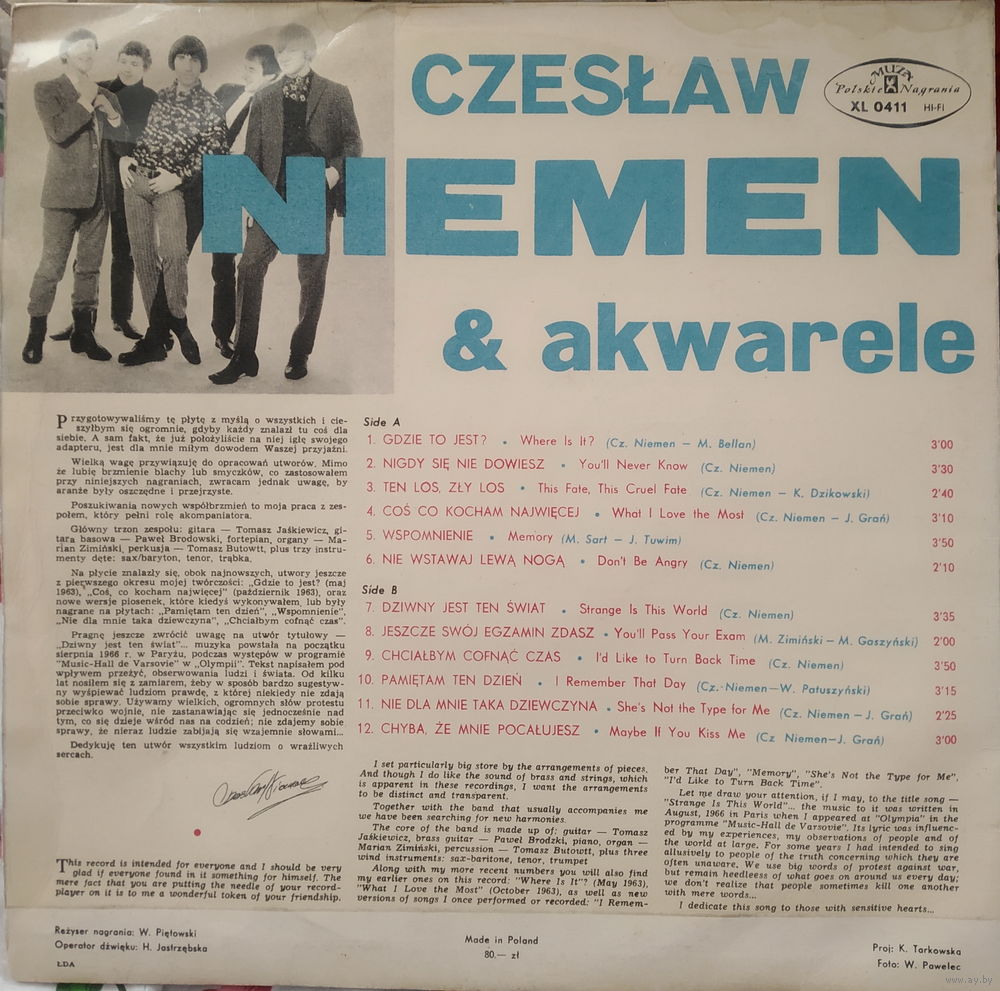 CZESŁAW
NIEMEN
& akwarele
MUZA
Polskie Nagrania
XL 0411 HI-FI
Przygotowywaliśmy tę płytę z myślą o wszystkich i cie-
szyłbym się ogromnie, gdyby każdy znalazł tu coś dla
siebie. A sam fakt, że już położyliście na niej igłę swojego
adapteru, jest dla mnie miłym dowodem Waszej przyjaźni.
Wielką wagę przywiązuję do opracowań utworów. Mimo
że lubię brzmienie blachy lub smyczków, co zastosowałem
przy niniejszych nagraniach, zwracam jednak uwagę, by
aranże były oszczędne i przejrzyste.
Poszukiwania nowych współbrzmień to moja praca z zes-
połem, który pełni rolę akompaniatora.
Główny trzon zespołu: gitara — Tomasz Jaśkiewicz, gi-
tara basowa — Paweł Brodowski, fortepian, organy — Ma-
rian Zimiński, perkusja — Tomasz Butowtt, plus trzy instru-
menty dęte: sax/baryton, tenor, trąbka.
Na płycie znalazły się, obok najnowszych, utwory jeszcze
z pierwszego okresu mojej twórczości: „Gdzie to jest? (maj
1963), „Coś, co kocham najwięcej" (październik 1963), oraz
nowe wersje piosenek, które kiedyś wykonywałem lub były
nagrane na płytach: „Pamiętam ten dzień", „Wspomnienie",
„Nie dla mnie taka dziewczyna", „Chciałbym cofnąć czas".
Pragnę jeszcze zwrócić uwagę na utwór tytułowy —
„Dziwny jest ten świat"... muzyka powstała na początku
sierpnia 1966 r. w Paryżu, podczas występów w programie
"Music-Hall de Varsovie" w „Olympii". Tekst napisałem pod
wpływem przeżyć, obserwowania ludzi i świata. Od kilku
lat nosiłem się z zamiarem, żeby w sposób bardzo sugestyw-
ny wyśpiewać ludziom prawdę, z której niekiedy nie zdają
sobie sprawy. Używamy wielkich, ogromnych słów protestu
przeciwko wojnie, nie zastanawiając się jednocześnie nad
tym, co się dzieje wśród nas na codzień; nie zdajemy sobie
sprawy, że nieraz ludzie zabijają się wzajemnie słowami...
Dedykuję ten utwór wszystkim ludziom o wrażliwych
sercach.
Side A
1. GDZIE TO JEST? • Where Is It? (Cz. Niemen — M. Bellan) 3'00
2. NIGDY SIĘ NIE DOWIESZ • You'll Never Know (Cz. Niemen) 3'30
3. TEN LOS, ZŁY LOS • This Fate, This Cruel Fate (Cz. Niemen — K. Dzikowski) 2'40
4. COŚ CO KOCHAM NAJWIĘCEJ • What I Love the Most (Cz. Niemen — J. Grań) 3'10
5. WSPOMNIENIE • Memory (M. Sart — J. Tuwim) 3'50
6. NIE WSTAWAJ LEWĄ NOGĄ • Don't Be Angry (Cz. Niemen) 2'10
Side B
7. DZIWNY JEST TEN ŚWIAT • Strange Is This World (Cz. Niemen) 3'35
8. JESZCZE SWÓJ EGZAMIN ZDASZ • You'll Pass Your Exam (M. Zimiński — M. Gaszyński) 2'00
9. CHCIAŁBYM COFNĄĆ CZAS • I'd Like to Turn Back Time (Cz. Niemen) 3'50
10. PAMIĘTAM TEN DZIEŃ • I Remember That Day (Cz. Niemen—W. Patuszyński) 3'15
11. NIE DLA MNIE TAKA DZIEWCZYNA • She's Not the Type for Me (Cz. Niemen — J. Grań) 2'25
12. CHYBA, ŻE MNIE POCAŁUJESZ • Maybe If You Kiss Me (Cz Niemen—J. Grań) 3'00
This record is intended for everyone and I should be very
glad if everyone found in it something for himself. The
mere fact that you are putting the needle of your record-
player on it is to me a wonderful token of your friendship.
I set particularly big store by the arrangements of pieces.
And though I do like the sound of brass and strings, which
is apparent in these recordings, I want the arrangements
to be distinct and transparent.
Together with the band that usually accompanies me
we have been searching for new harmonies.
The core of the band is made up of: guitar — Tomasz
Jaśkiewicz, brass guitar — Pawel Brodzki, piano, organ —
Marian Zimiński, percussion — Tomasz Butowtt, plus three
wind instruments: sax-baritone, tenor, trumpet
Along with my more recent numbers you will also find
my earlier ones on this record: "Where Is It"? (May 1963),
"What I Love the Most" (October 1963), as well as new
versions of songs I once performed or recorded: "I Remem-
ber That Day", "Memory", "She's Not the Type for Me",
"I'd Like to Turn Back Time".
Let me draw your attention, if I may, to the title song —
"Strange Is This World"... the music to it was written in
August, 1966 in Paris when I appeared at "Olympia" in the
programme "Music-Hall de Varsovie". Its lyric was influenc-
ed by my experiences, my observations of people and of
the world at large. For some years I had intended to sing
allusively to people of the truth concerning which they are
often unaware. We use big words of protest against war,
but remain heedleess of what goes on around us every day;
we don't realize that people sometimes kill one another
with mere words...
I dedicate this song to those with sensitive hearts...
Reżyser nagrania: W. Piętowski
Operator dźwięku: H. Jastrzębska
ŁDA
Made in Poland
80.— zł
Proj: K. Tarkowska
Foto: W. Pawelec
www.ay.by